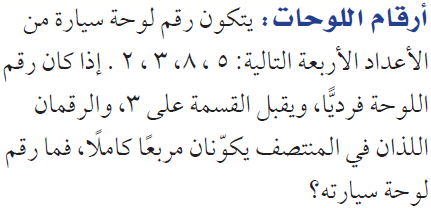 أرقام اللوحات: يتكون رقم لوحة سيارة من
الأعداد الأربعة التالية: ٥ ،٨ ،٣ ،٢ . إذا كان رقم
اللوحة فرديًّا، ويقبل القسمة على ٣، والرقمان
اللذان في المنتصف يكوّنان مربعًا كاملًا، فما رقم
لوحة سيارته؟